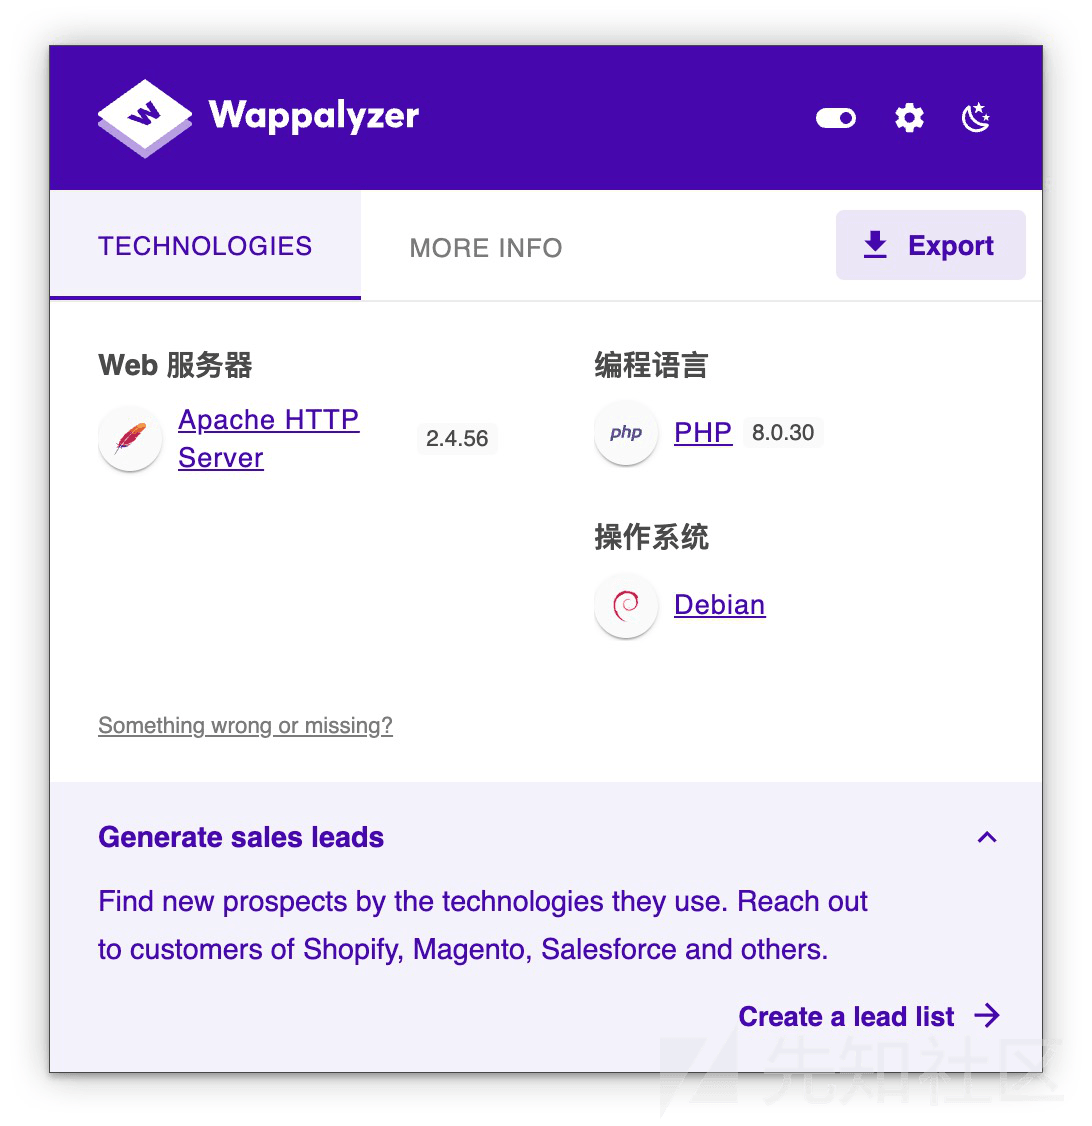 Wappalyzer
TECHNOLOGIES
MORE INFO
Export
Web 服务器
Apache HTTP
Server
2.4.56
编程语言
php
PHP
8.0.30
操作系统
Debian
Something wrong or missing?
Generate sales leads
Find new prospects by the technologies they use. Reach out
to customers of Shopify, Magento, Salesforce and others.
Create a lead list
先知社区